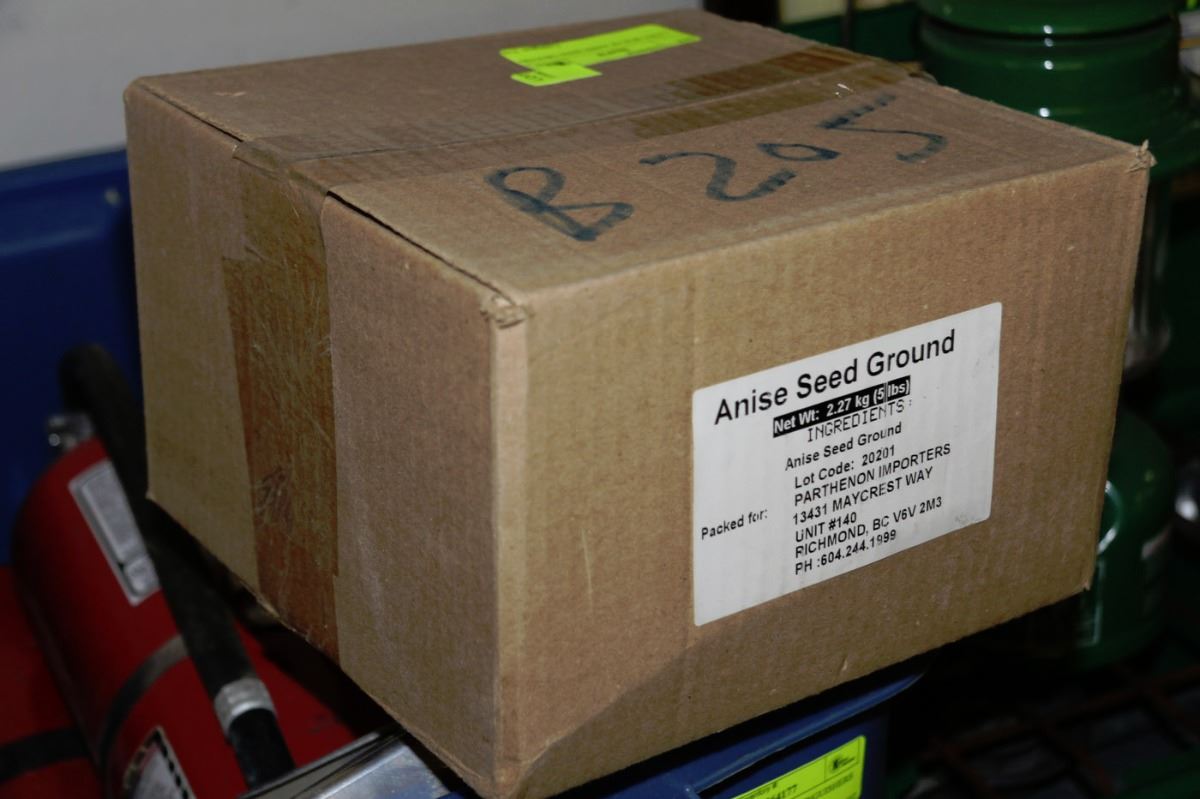 B 205
Anise Seed Ground
Net Wt: 2.27 kg (5 lbs)
INGREDIENTS:
Anise Seed Ground
Lot Code: 20201
Packed for: PARTHENON IMPORTERS
13431 MAYCREST WAY
UNIT #140
RICHMOND, BC V6V 2M3
PH :604.244.1999